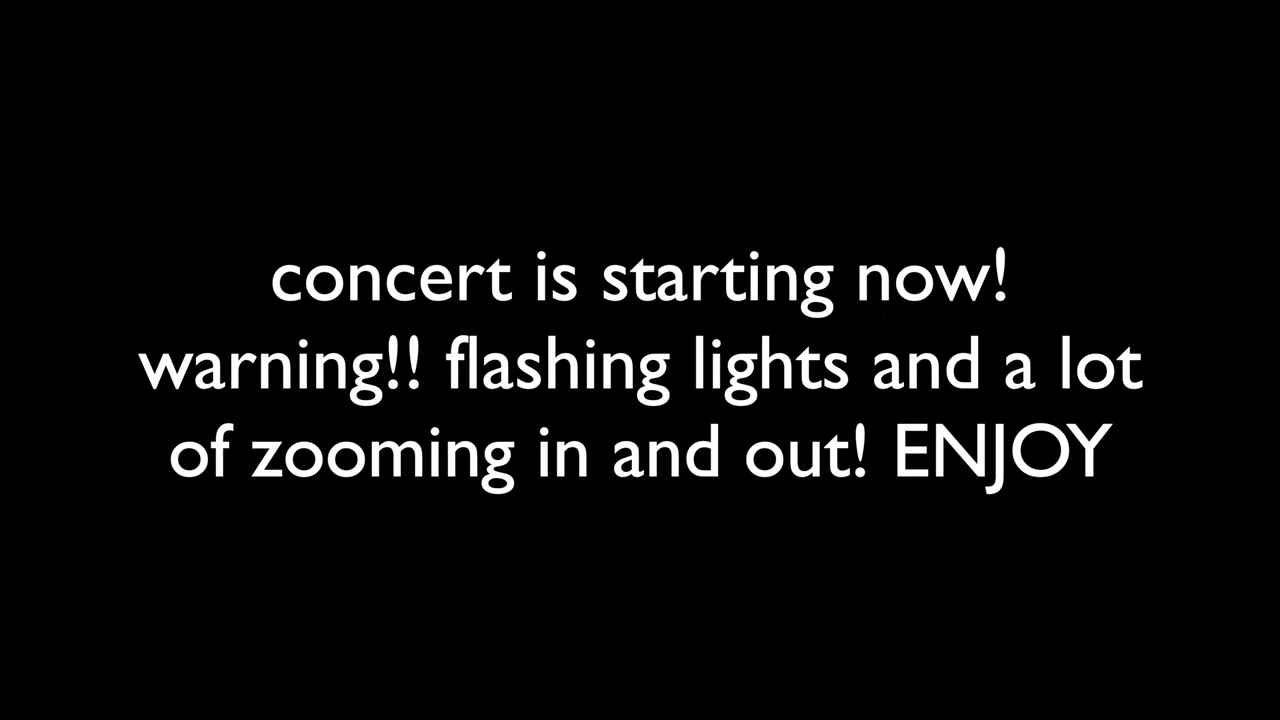 concert is starting now!
warning!! flashing lights and a lot
of zooming in and out! ENJOY